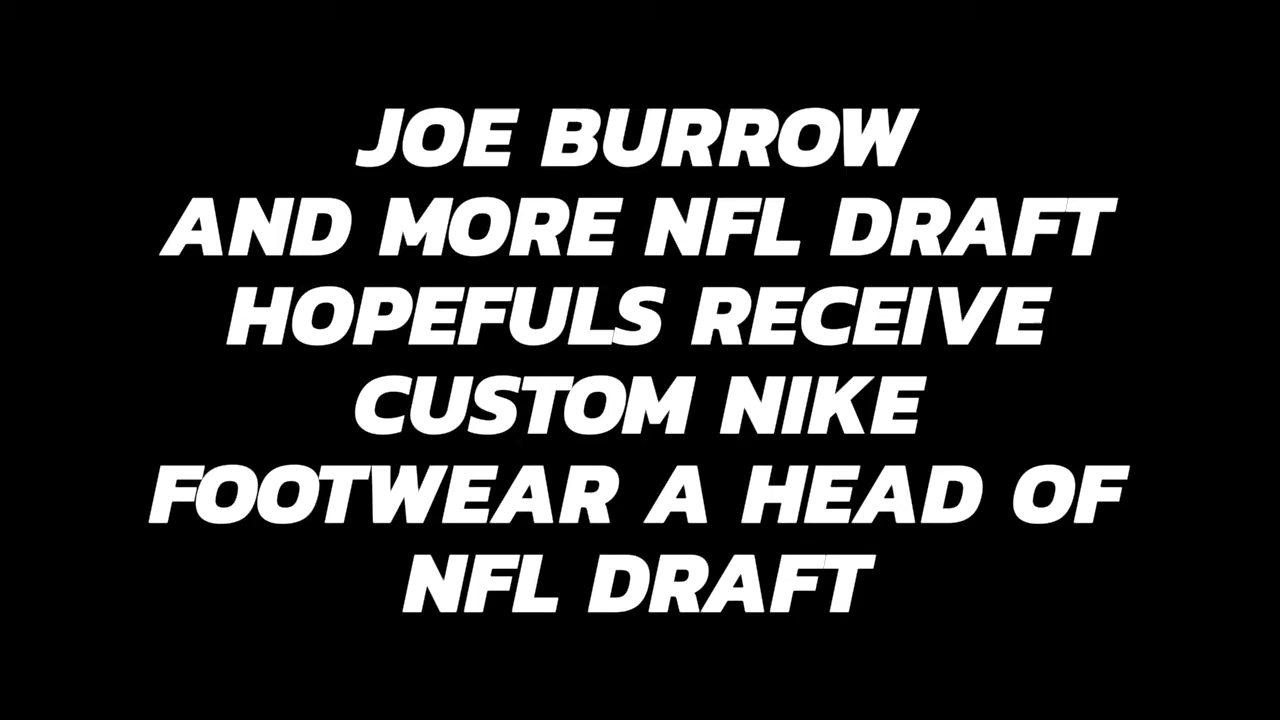 JOE BURROW
AND MORE NFL DRAFT
HOPEFULS RECEIVE
CUSTOM NIKE
FOOTWEAR A HEAD OF
NFL DRAFT